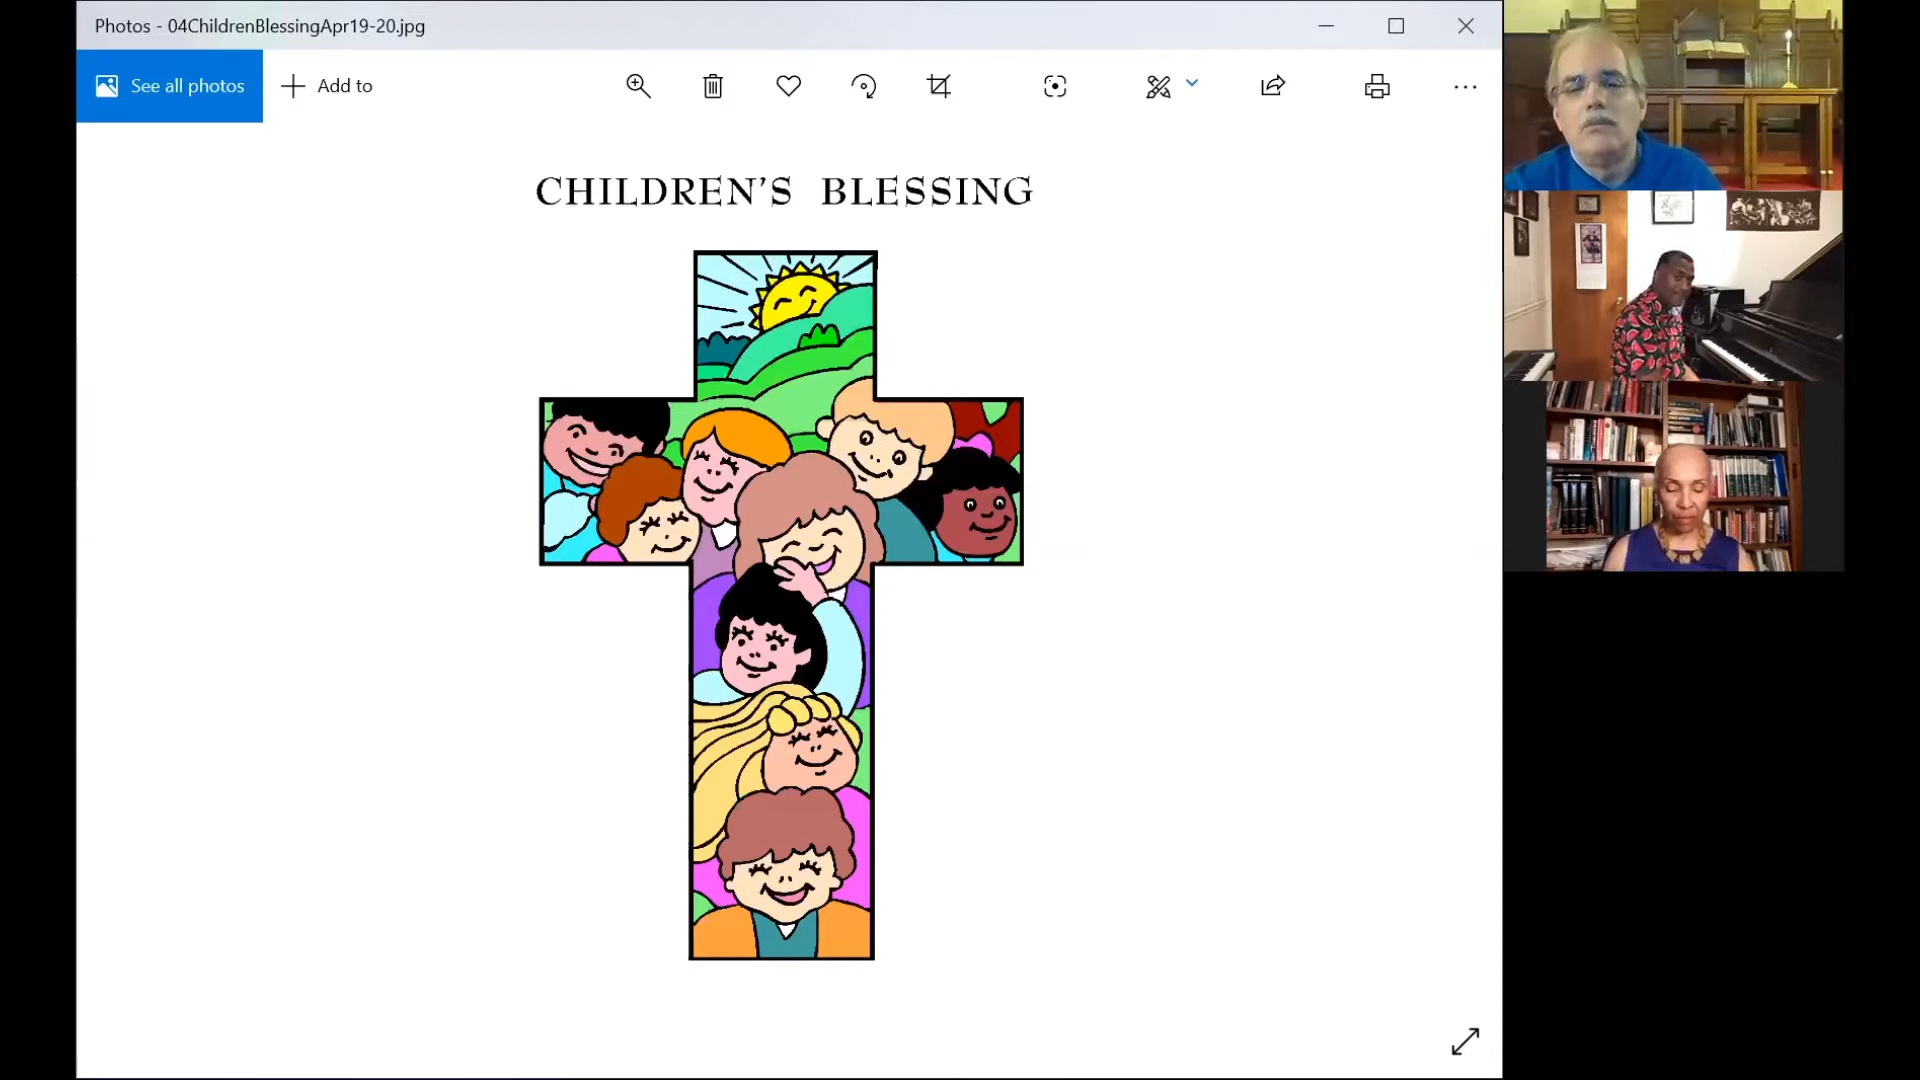 Photos - 04ChildrenBlessingApr19-20.jpg
See all photos
Add to
CHILDREN'S BLESSING